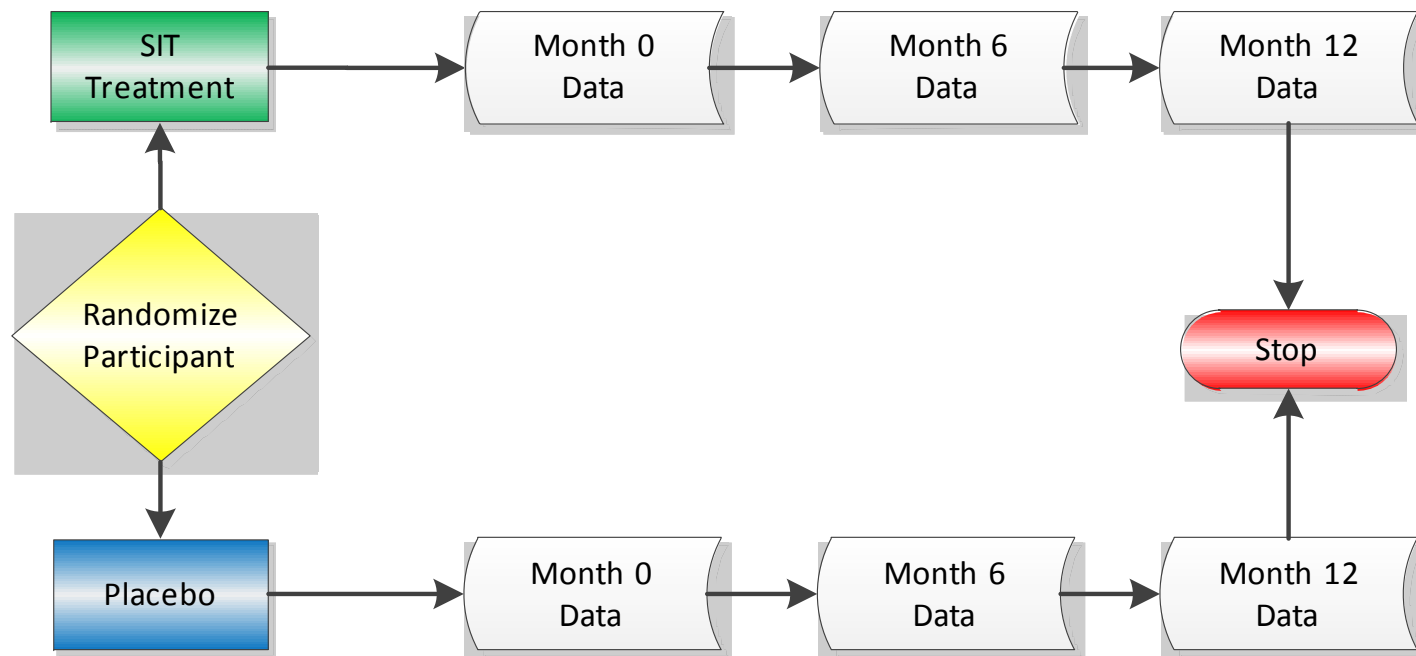 SIT
Treatment
Month 0
Data
Month 6
Data
Month 12
Data
Randomize
Participant
Stop
Placebo
Month 0
Data
Month 6
Data
Month 12
Data